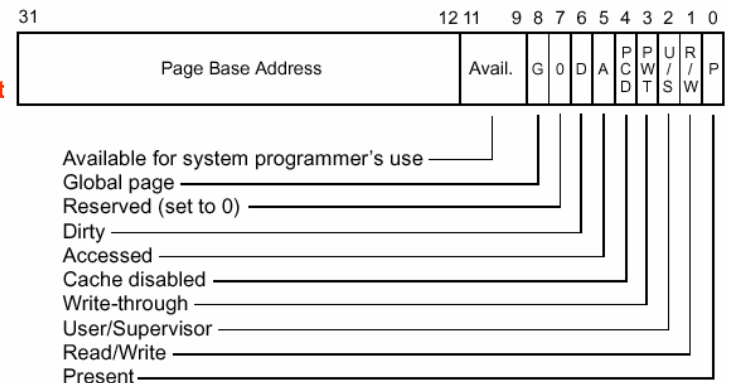 31 12 11 9 8 7 6 5 4 3 2 1 0
Page Base Address Avail. G 0 D A PCD PWT U/S R/W P
t
Available for system programmer's use
Global page
Reserved (set to 0)
Dirty
Accessed
Cache disabled
Write-through
User/Supervisor
Read/Write
Present